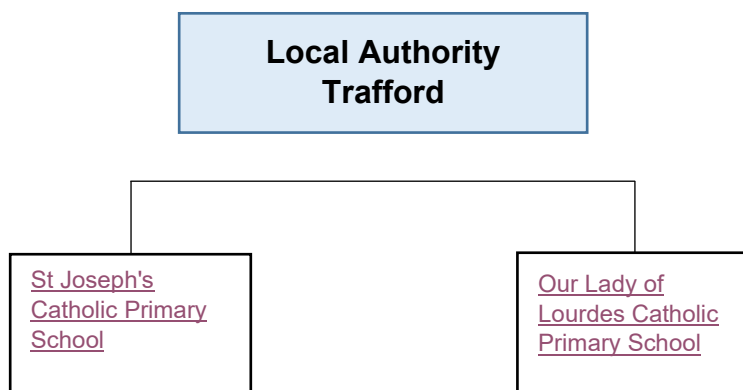 Local Authority
Trafford
St Joseph's
Catholic Primary
School
Our Lady of
Lourdes Catholic
Primary School